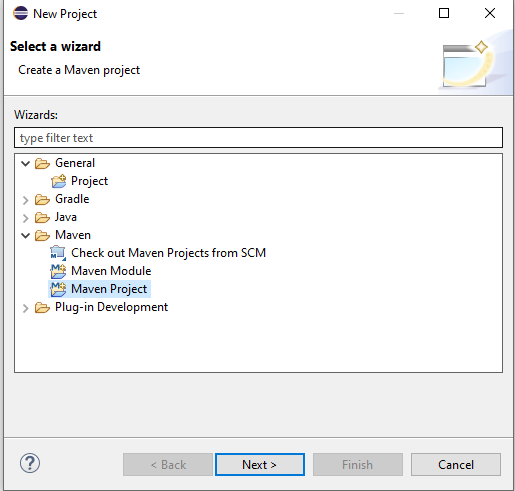 New Project
Select a wizard
Create a Maven project
Wizards:
type filter text
General
Project
Gradle
Java
Maven
Check out Maven Projects from SCM
Maven Module
Maven Project
Plug-in Development
? < Back Next > Finish Cancel